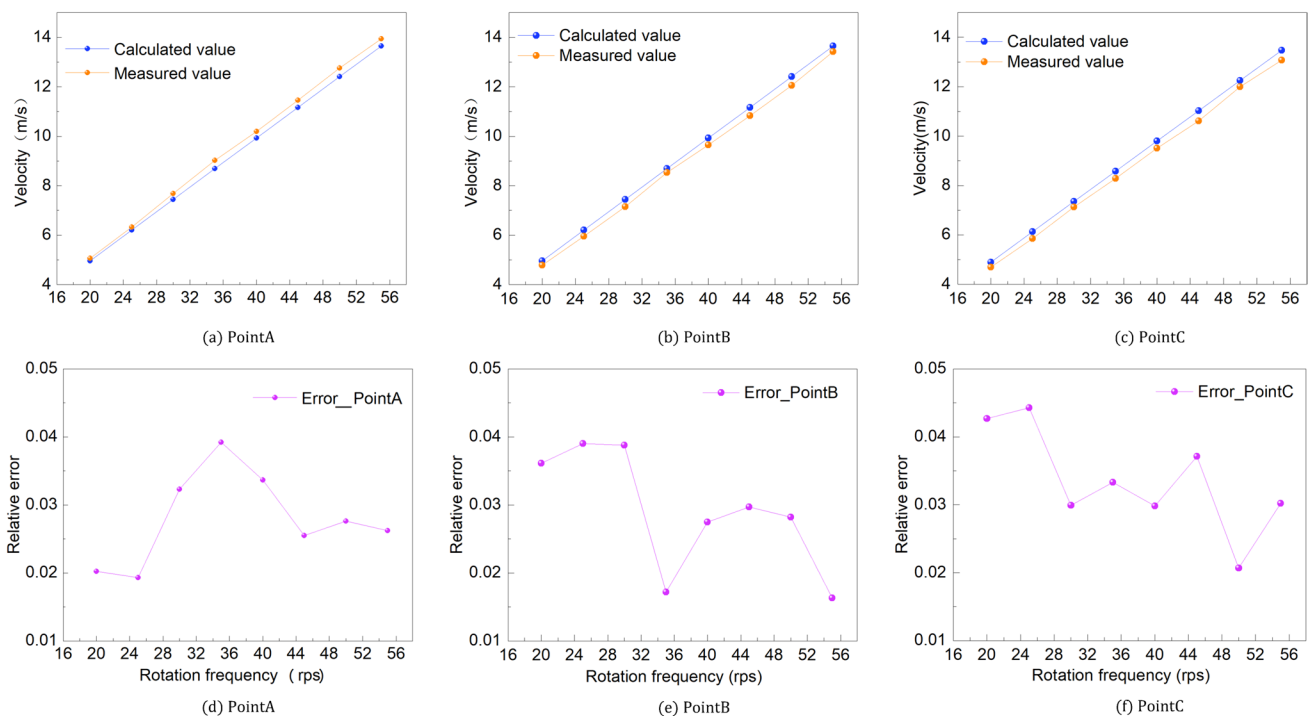 14
12
10
8
6
4
Velocity（m/s）
Calculated value
Measured value
16 20 24 28 32 36 40 44 48 52 56
(a) PointA
14
12
10
8
6
4
Velocity（m/s）
Calculated value
Measured value
16 20 24 28 32 36 40 44 48 52 56
(b) PointB
14
12
10
8
6
4
Velocity(m/s)
Calculated value
Measured value
16 20 24 28 32 36 40 44 48 52 56
(c) PointC
0.05
0.04
0.03
0.02
0.01
Relative error
Error__PointA
16 20 24 28 32 36 40 44 48 52 56
Rotation frequency（rps）
(d) PointA
0.05
0.04
0.03
0.02
0.01
Relative error
Error_PointB
16 20 24 28 32 36 40 44 48 52 56
Rotation frequency (rps)
(e) PointB
0.05
0.04
0.03
0.02
0.01
Relative error
Error_PointC
16 20 24 28 32 36 40 44 48 52 56
Rotation frequency (rps)
(f) PointC